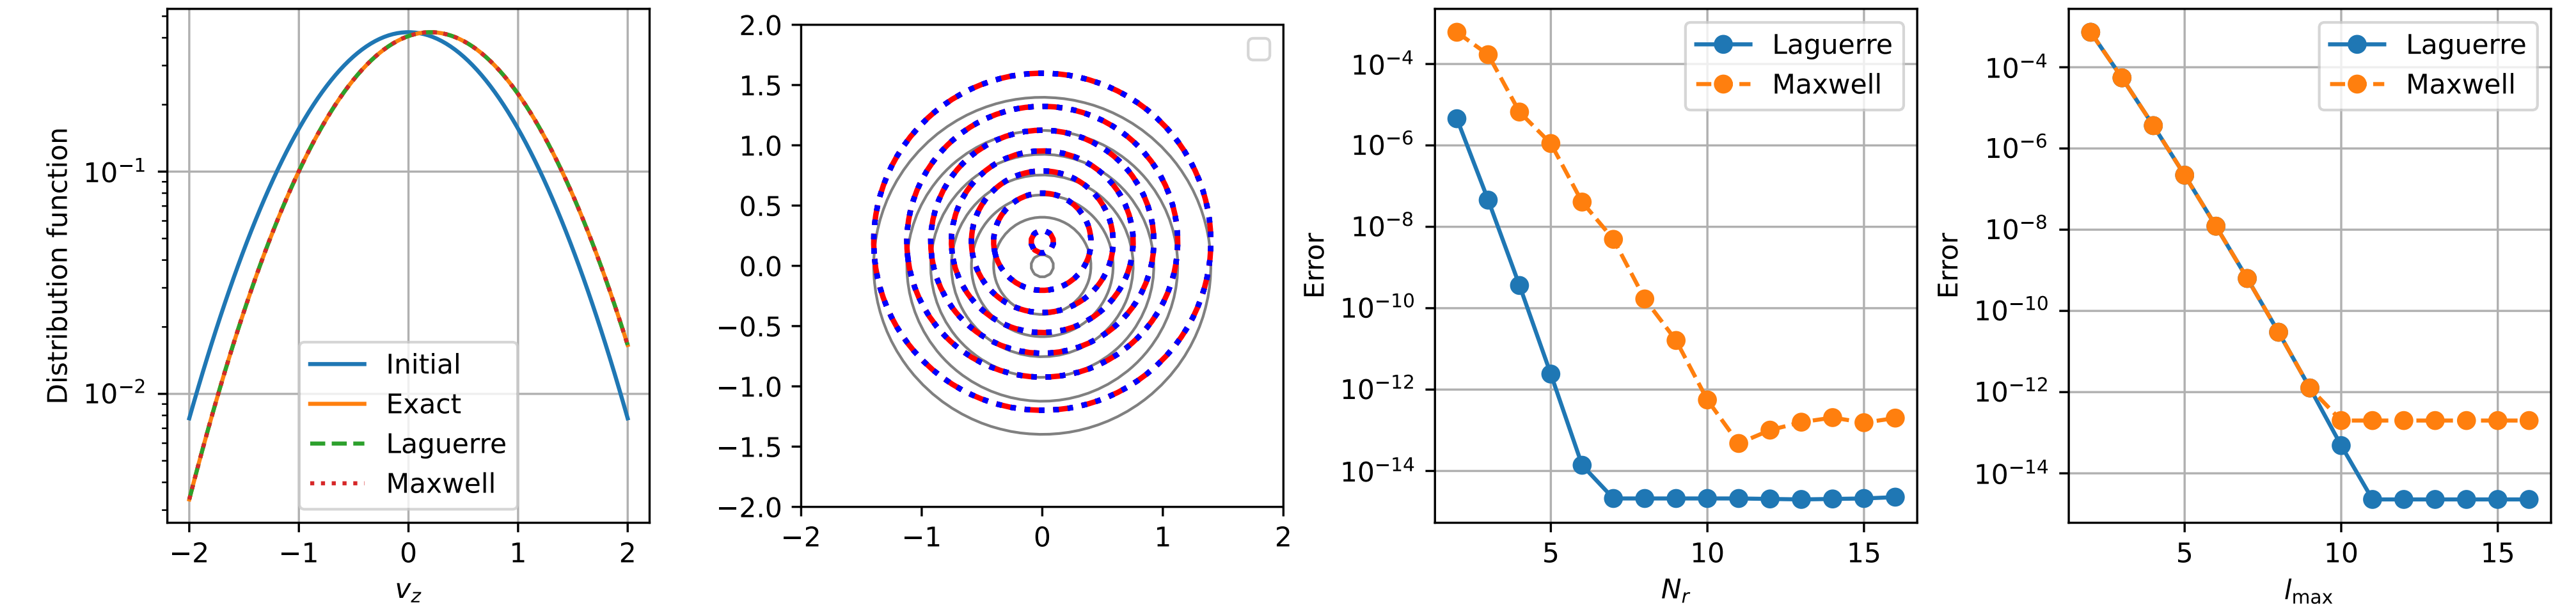 Distribution function
10⁻¹
10⁻²
Initial
Exact
Laguerre
Maxwell
−2 −1 0 1 2
v_z
2.0
1.5
1.0
0.5
0.0
−0.5
−1.0
−1.5
−2.0
−2 −1 0 1 2
Error
10⁻⁴
10⁻⁶
10⁻⁸
10⁻¹⁰
10⁻¹²
10⁻¹⁴
Laguerre
Maxwell
5 10 15
N_r
Error
10⁻⁴
10⁻⁶
10⁻⁸
10⁻¹⁰
10⁻¹²
10⁻¹⁴
Laguerre
Maxwell
5 10 15
l_max